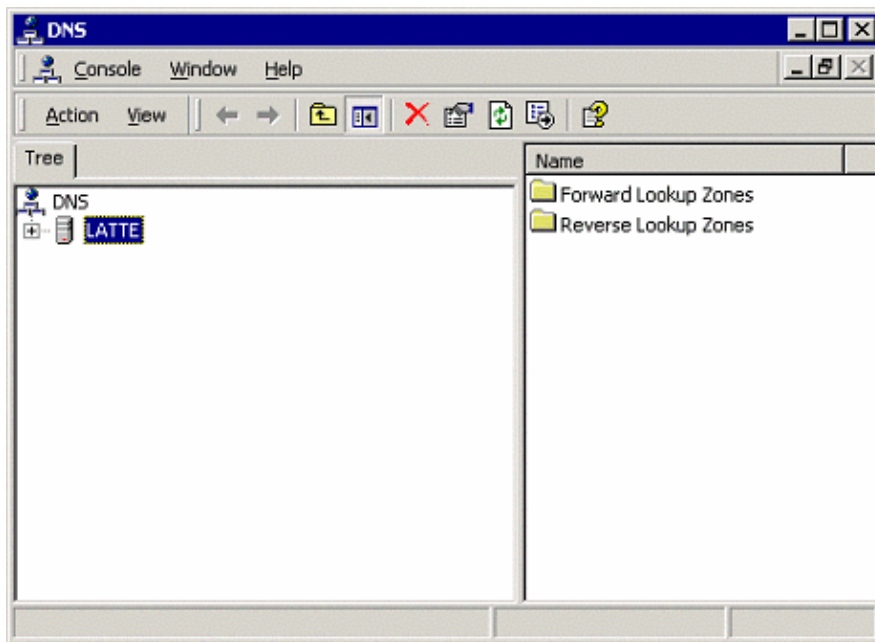 DNS
Console Window Help
Action View
Tree
Name
DNS
LATTE
Forward Lookup Zones
Reverse Lookup Zones